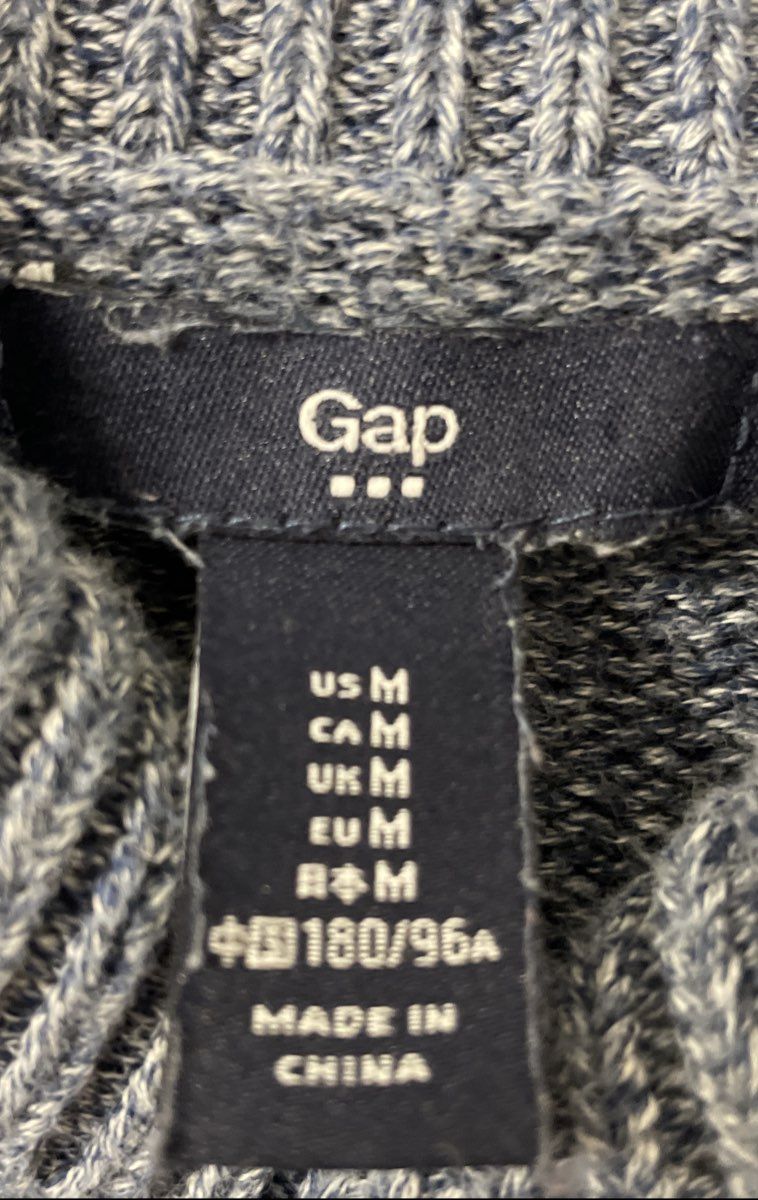 Gap
US M
CA M
UK M
EU M
日本 M
中国 180/96A
MADE IN
CHINA